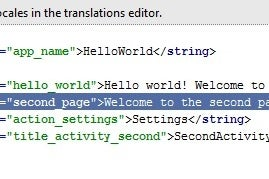 ocales in the translations editor.
="app_name">HelloWorld</string>
="hello_world">Hello world! Welcome to
="second_page">Welcome to the second pa
="action_settings">Settings</string>
="title_activity_second">SecondActivity